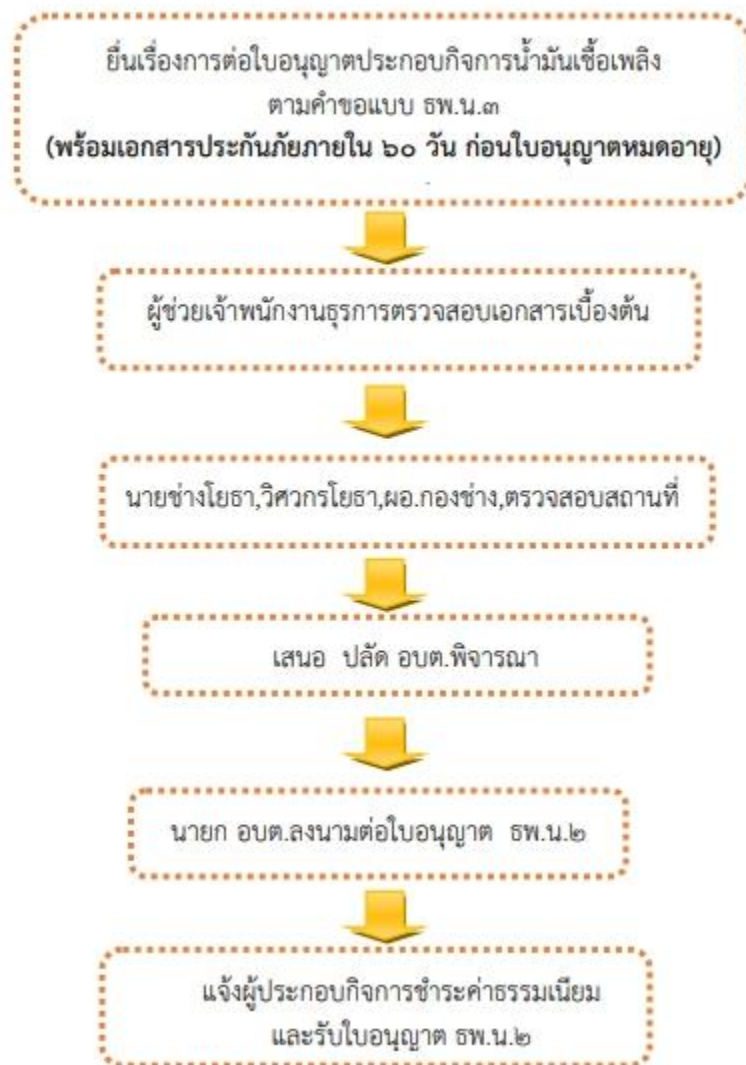 ยื่นเรื่องการต่อใบอนุญาตประกอบกิจการน้ำมันเชื้อเพลิง
ตามคำขอแบบ ธพ.น.๓
(พร้อมเอกสารประกันภัยภายใน ๖๐ วัน ก่อนใบอนุญาตหมดอายุ)
ผู้ช่วยเจ้าพนักงานธุรการตรวจสอบเอกสารเบื้องต้น
นายช่างโยธา,วิศวกรโยธา,ผอ.กองช่าง,ตรวจสอบสถานที่
เสนอ ปลัด อบต.พิจารณา
นายก อบต.ลงนามต่อใบอนุญาต ธพ.น.๒
แจ้งผู้ประกอบกิจการชำระค่าธรรมเนียม
และรับใบอนุญาต ธพ.น.๒